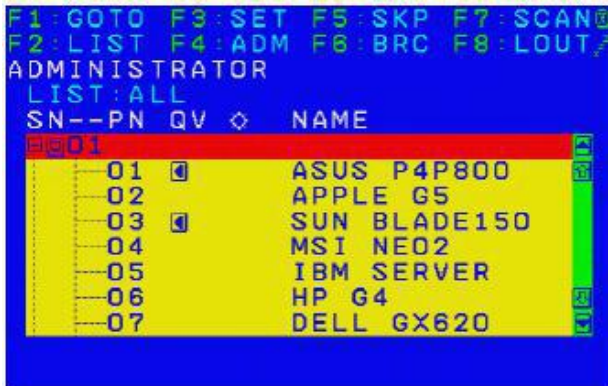 F1:GOTO F3:SET F5:SKP F7:SCAN
F2:LIST F4:ADM F6:BRC F8:LOUT
ADMINISTRATOR
LIST:ALL
SN--PN QV ◇ NAME
01
01 ASUS P4P800
02 APPLE G5
03 SUN BLADE150
04 MSI NEO2
05 IBM SERVER
06 HP G4
07 DELL GX620